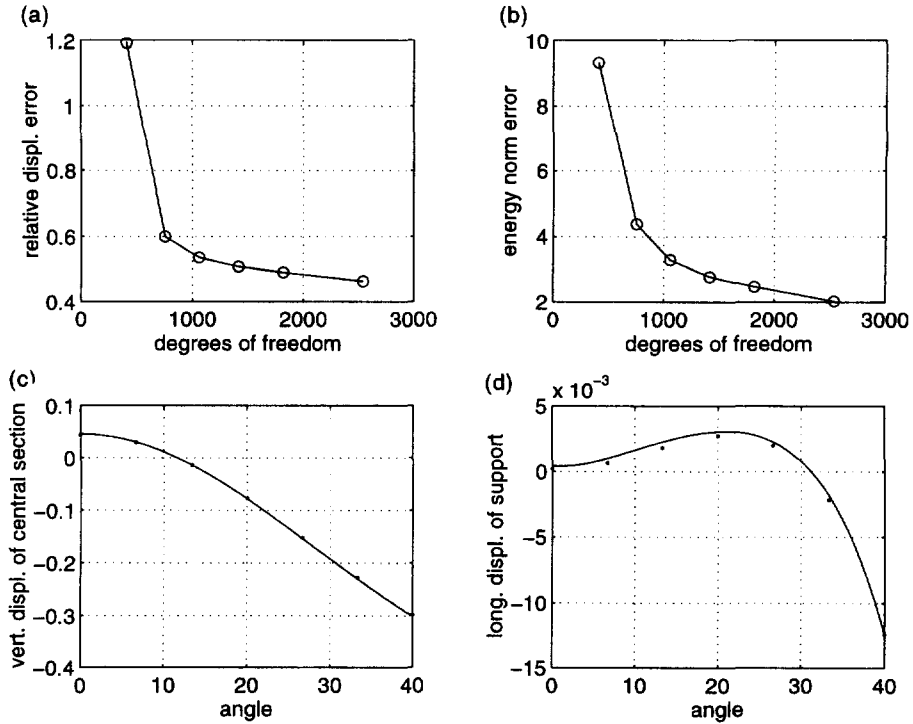 (a)
1.2
1
0.8
0.6
0.4
relative displ. error
0 1000 2000 3000
degrees of freedom
(b)
10
8
6
4
2
energy norm error
0 1000 2000 3000
degrees of freedom
(c)
0.1
0
−0.1
−0.2
−0.3
−0.4
vert. displ. of central section
0 10 20 30 40
angle
(d)
x 10⁻³
5
0
−5
−10
−15
long. displ. of support
0 10 20 30 40
angle